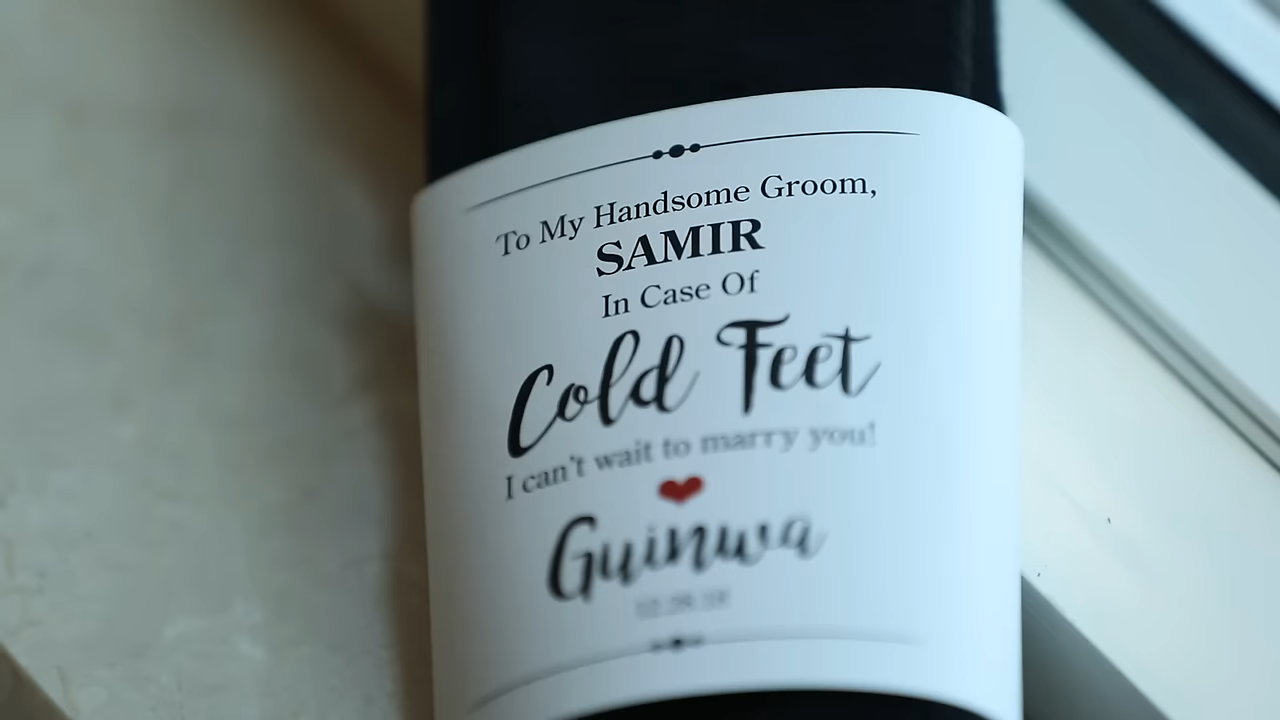 To My Handsome Groom,
SAMIR
In Case Of
Cold Feet
I can't wait to marry you!
Guinwa